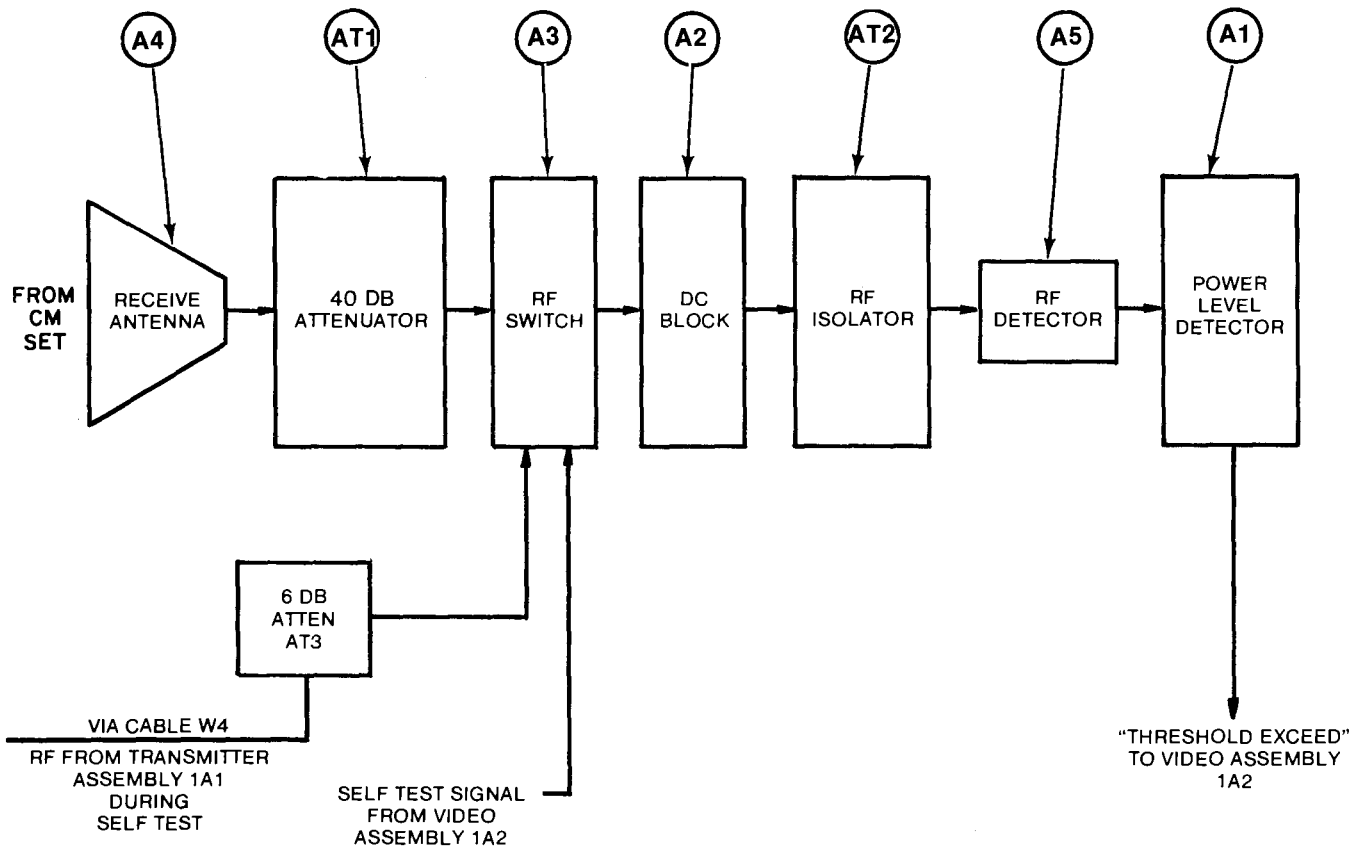 A4
AT1
A3
A2
AT2
A5
A1
FROM
CM
SET
RECEIVE
ANTENNA
40 DB
ATTENUATOR
RF
SWITCH
DC
BLOCK
RF
ISOLATOR
RF
DETECTOR
POWER
LEVEL
DETECTOR
6 DB
ATTEN
AT3
VIA CABLE W4
RF FROM TRANSMITTER
ASSEMBLY 1A1
DURING
SELF TEST
SELF TEST SIGNAL
FROM VIDEO
ASSEMBLY 1A2
"THRESHOLD EXCEED"
TO VIDEO ASSEMBLY
1A2